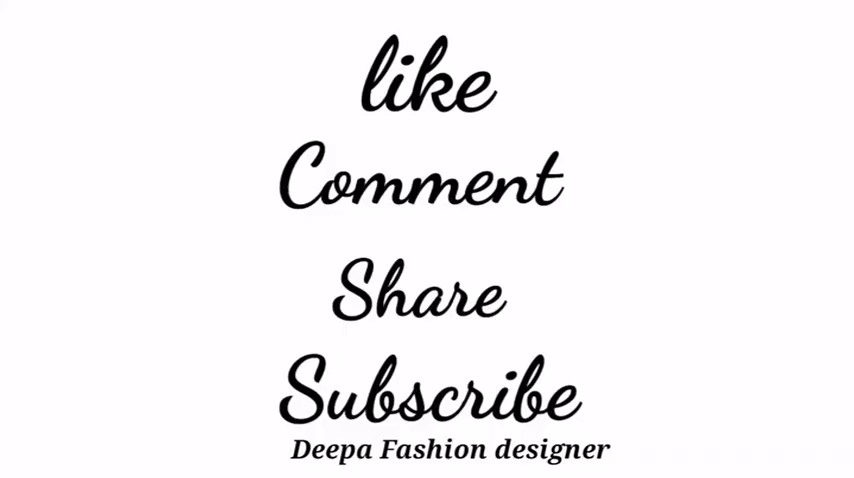 like
Comment
Share
Subscribe
Deepa Fashion designer